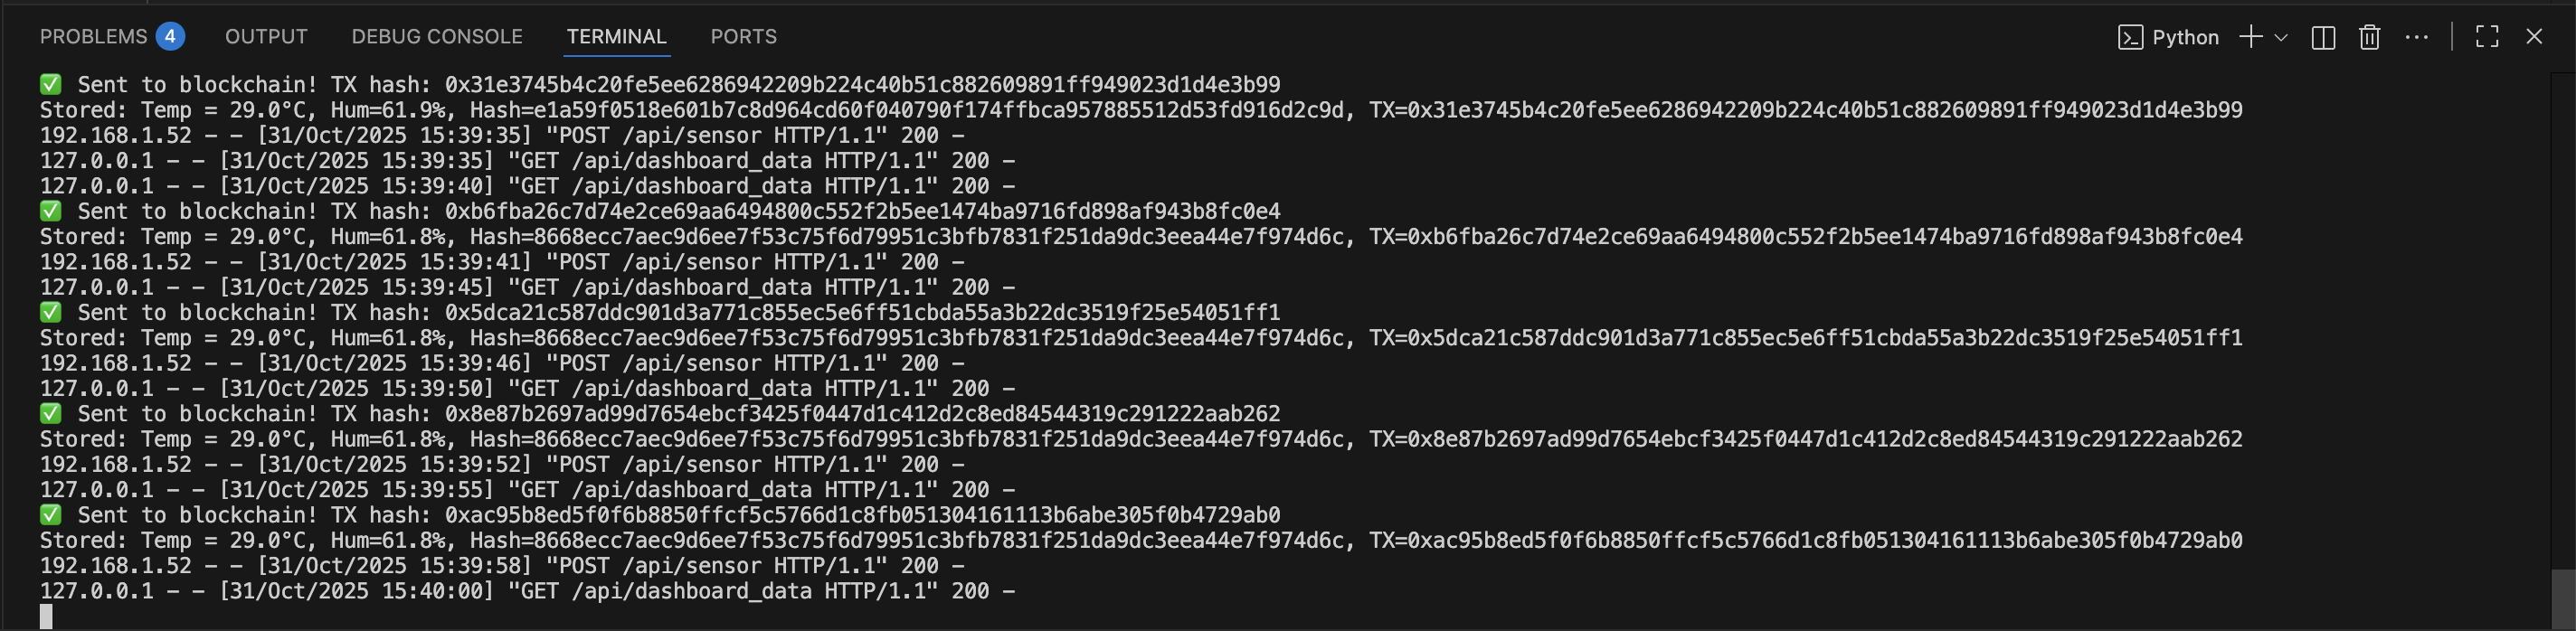 PROBLEMS 4 OUTPUT DEBUG CONSOLE TERMINAL PORTS Python
✅ Sent to blockchain! TX hash: 0x31e3745b4c20fe5ee6286942209b224c40b51c882609891ff949023d1d4e3b99
Stored: Temp = 29.0°C, Hum=61.9%, Hash=e1a59f0518e601b7c8d964cd60f040790f174ffbca957885512d53fd916d2c9d, TX=0x31e3745b4c20fe5ee6286942209b224c40b51c882609891ff949023d1d4e3b99
192.168.1.52 - - [31/Oct/2025 15:39:35] "POST /api/sensor HTTP/1.1" 200 -
127.0.0.1 - - [31/Oct/2025 15:39:35] "GET /api/dashboard_data HTTP/1.1" 200 -
127.0.0.1 - - [31/Oct/2025 15:39:40] "GET /api/dashboard_data HTTP/1.1" 200 -
✅ Sent to blockchain! TX hash: 0xb6fba26c7d74e2ce69aa6494800c552f2b5ee1474ba9716fd898af943b8fc0e4
Stored: Temp = 29.0°C, Hum=61.8%, Hash=8668ecc7aec9d6ee7f53c75f6d79951c3bfb7831f251da9dc3eea44e7f974d6c, TX=0xb6fba26c7d74e2ce69aa6494800c552f2b5ee1474ba9716fd898af943b8fc0e4
192.168.1.52 - - [31/Oct/2025 15:39:41] "POST /api/sensor HTTP/1.1" 200 -
127.0.0.1 - - [31/Oct/2025 15:39:45] "GET /api/dashboard_data HTTP/1.1" 200 -
✅ Sent to blockchain! TX hash: 0x5dca21c587ddc901d3a771c855ec5e6ff51cbda55a3b22dc3519f25e54051ff1
Stored: Temp = 29.0°C, Hum=61.8%, Hash=8668ecc7aec9d6ee7f53c75f6d79951c3bfb7831f251da9dc3eea44e7f974d6c, TX=0x5dca21c587ddc901d3a771c855ec5e6ff51cbda55a3b22dc3519f25e54051ff1
192.168.1.52 - - [31/Oct/2025 15:39:46] "POST /api/sensor HTTP/1.1" 200 -
127.0.0.1 - - [31/Oct/2025 15:39:50] "GET /api/dashboard_data HTTP/1.1" 200 -
✅ Sent to blockchain! TX hash: 0x8e87b2697ad99d7654ebcf3425f0447d1c412d2c8ed84544319c291222aab262
Stored: Temp = 29.0°C, Hum=61.8%, Hash=8668ecc7aec9d6ee7f53c75f6d79951c3bfb7831f251da9dc3eea44e7f974d6c, TX=0x8e87b2697ad99d7654ebcf3425f0447d1c412d2c8ed84544319c291222aab262
192.168.1.52 - - [31/Oct/2025 15:39:52] "POST /api/sensor HTTP/1.1" 200 -
127.0.0.1 - - [31/Oct/2025 15:39:55] "GET /api/dashboard_data HTTP/1.1" 200 -
✅ Sent to blockchain! TX hash: 0xac95b8ed5f0f6b8850ffcf5c5766d1c8fb051304161113b6abe305f0b4729ab0
Stored: Temp = 29.0°C, Hum=61.8%, Hash=8668ecc7aec9d6ee7f53c75f6d79951c3bfb7831f251da9dc3eea44e7f974d6c, TX=0xac95b8ed5f0f6b8850ffcf5c5766d1c8fb051304161113b6abe305f0b4729ab0
192.168.1.52 - - [31/Oct/2025 15:39:58] "POST /api/sensor HTTP/1.1" 200 -
127.0.0.1 - - [31/Oct/2025 15:40:00] "GET /api/dashboard_data HTTP/1.1" 200 -